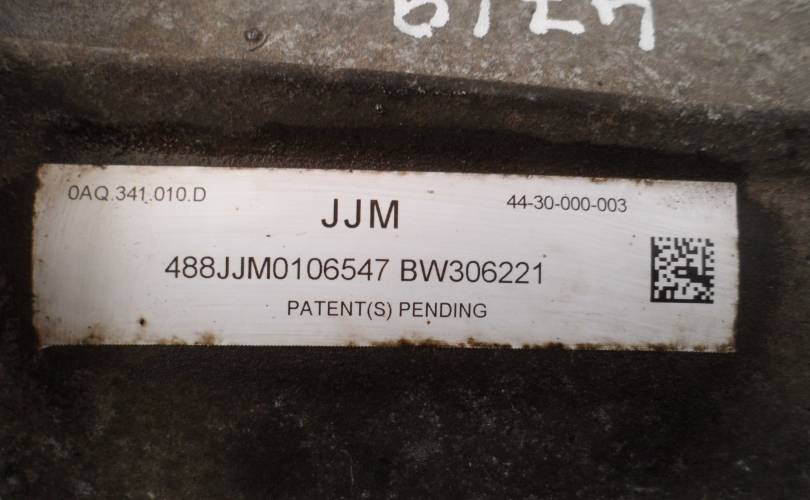 0AQ.341.010.D
JJM
44-30-000-003
488JJM0106547 BW306221
PATENT(S) PENDING